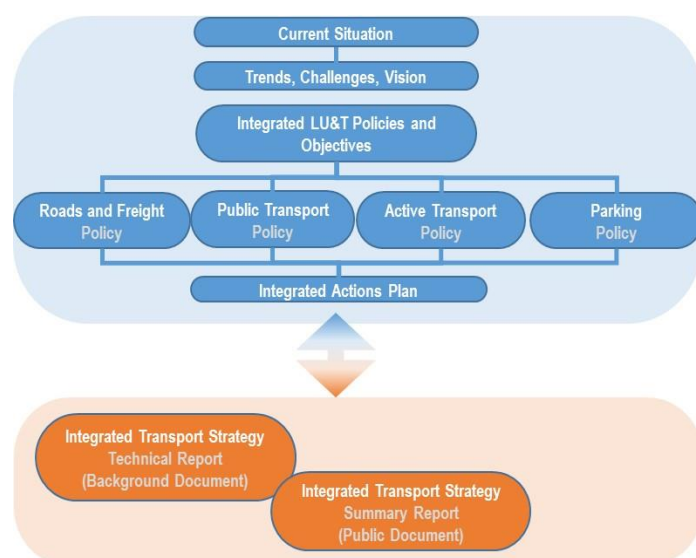 Current Situation
Trends, Challenges, Vision
Integrated LU&T Policies and
Objectives
Roads and Freight
Policy
Public Transport
Policy
Active Transport
Policy
Parking
Policy
Integrated Actions Plan
Integrated Transport Strategy
Technical Report
(Background Document)
Integrated Transport Strategy
Summary Report
(Public Document)